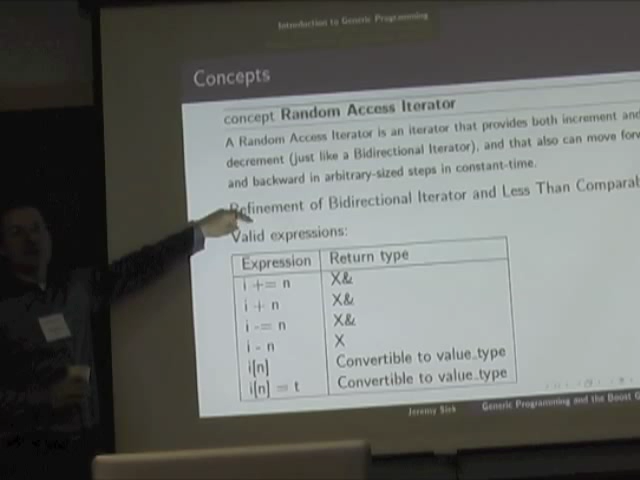 Introduction to Generic Programming
Concepts
concept Random Access Iterator
A Random Access Iterator is an iterator that provides both increment and
decrement (just like a Bidirectional Iterator), and that also can move forw
and backward in arbitrary-sized steps in constant-time.
Refinement of Bidirectional Iterator and Less Than Comparab
Valid expressions:
Expression Return type
i += n X&
i + n X&
i -= n X&
i - n X
i[n] Convertible to value_type
i[n] = t Convertible to value_type
Jeremy Siek Generic Programming and the Boost G